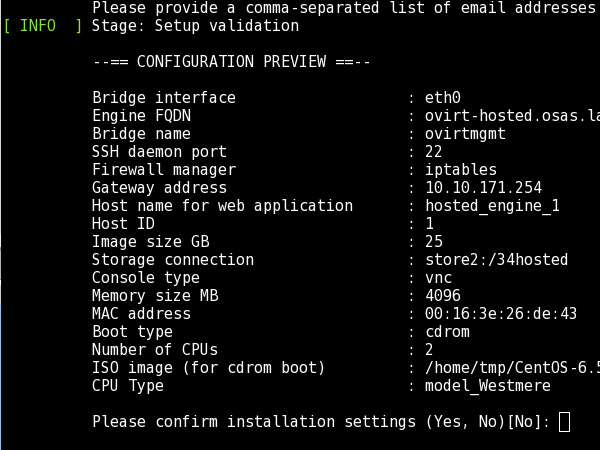 Please provide a comma-separated list of email addresses
[ INFO  ] Stage: Setup validation
--== CONFIGURATION PREVIEW ==--
Bridge interface : eth0
Engine FQDN : ovirt-hosted.osas.la
Bridge name : ovirtmgmt
SSH daemon port : 22
Firewall manager : iptables
Gateway address : 10.10.171.254
Host name for web application : hosted_engine_1
Host ID : 1
Image size GB : 25
Storage connection : store2:/34hosted
Console type : vnc
Memory size MB : 4096
MAC address : 00:16:3e:26:de:43
Boot type : cdrom
Number of CPUs : 2
ISO image (for cdrom boot) : /home/tmp/CentOS-6.5
CPU Type : model_Westmere
Please confirm installation settings (Yes, No)[No]: